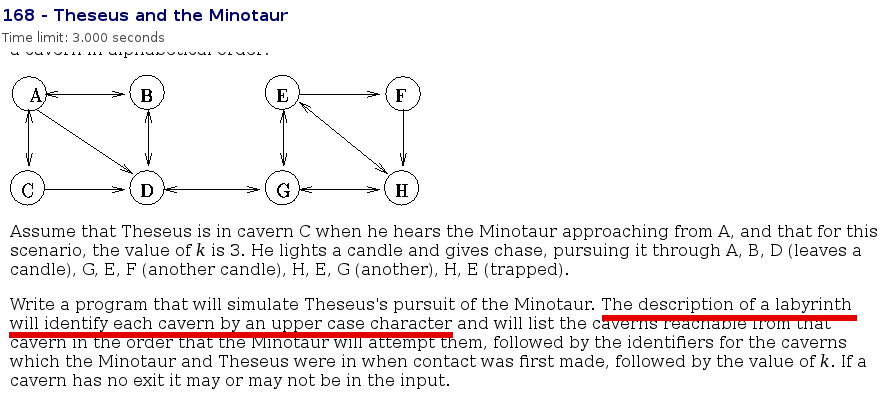 168 - Theseus and the Minotaur
Time limit: 3.000 seconds
a cavern in alphabetical order.
A B E F
C D G H
Assume that Theseus is in cavern C when he hears the Minotaur approaching from A, and that for this
scenario, the value of k is 3. He lights a candle and gives chase, pursuing it through A, B, D (leaves a
candle), G, E, F (another candle), H, E, G (another), H, E (trapped).
Write a program that will simulate Theseus's pursuit of the Minotaur. The description of a labyrinth
will identify each cavern by an upper case character and will list the caverns reachable from that
cavern in the order that the Minotaur will attempt them, followed by the identifiers for the caverns
which the Minotaur and Theseus were in when contact was first made, followed by the value of k. If a
cavern has no exit it may or may not be in the input.